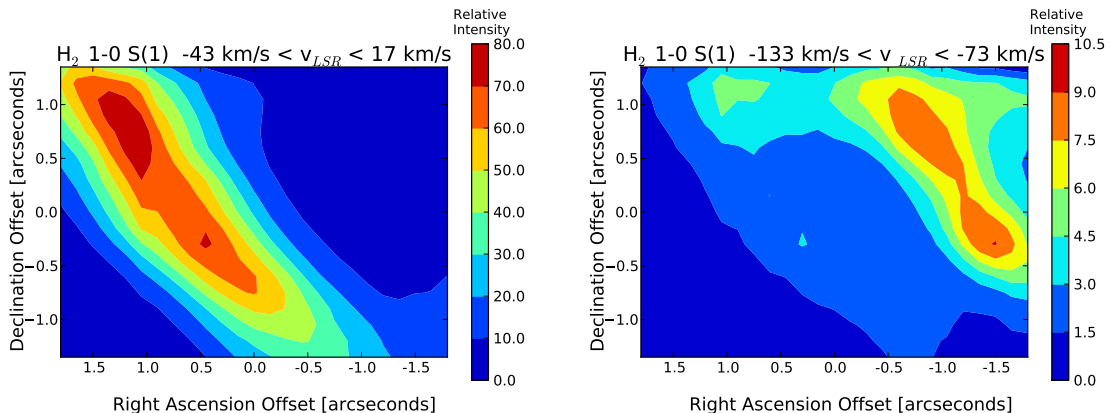 Relative
Intensity
H2 1-0 S(1) -43 km/s < vLSR < 17 km/s
80.0
70.0
60.0
50.0
40.0
30.0
20.0
10.0
0.0
Declination Offset [arcseconds]
1.0
0.5
0.0
−0.5
−1.0
1.5 1.0 0.5 0.0 -0.5 -1.0 -1.5
Right Ascension Offset [arcseconds]
Relative
Intensity
H2 1-0 S(1) -133 km/s < vLSR < -73 km/s
10.5
9.0
7.5
6.0
4.5
3.0
1.5
0.0
Declination Offset [arcseconds]
1.0
0.5
0.0
−0.5
−1.0
1.5 1.0 0.5 0.0 -0.5 -1.0 -1.5
Right Ascension Offset [arcseconds]